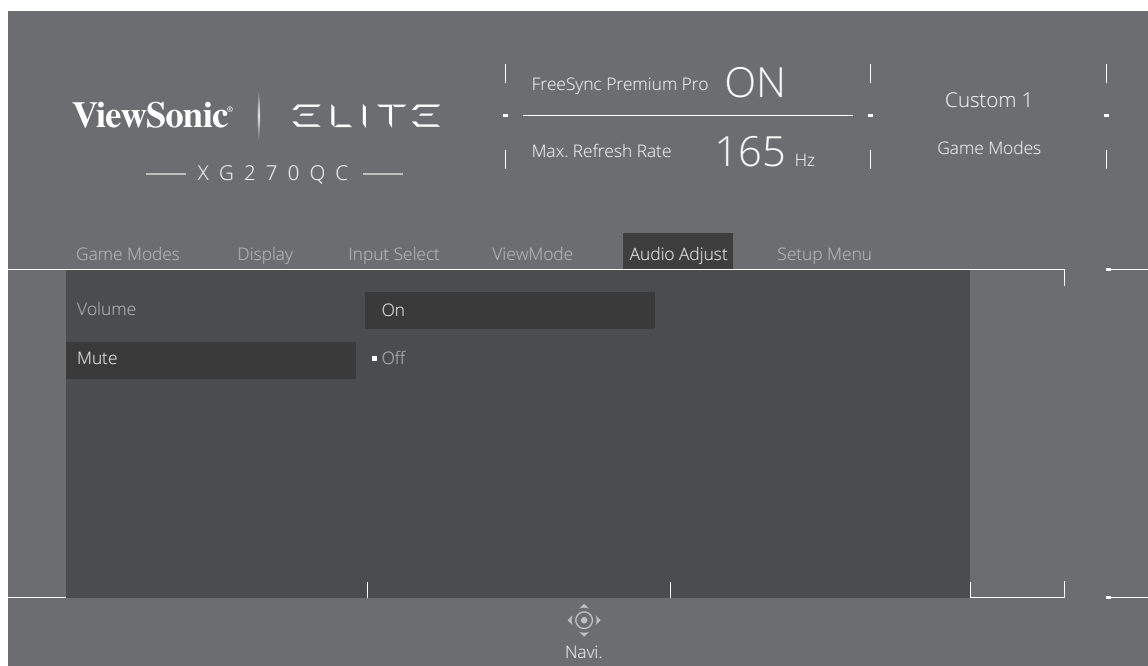 ViewSonic® ELITE
XG270QC
FreeSync Premium Pro ON
Max. Refresh Rate 165 Hz
Custom 1
Game Modes
Game Modes Display Input Select ViewMode Audio Adjust Setup Menu
Volume On
Mute Off
Navi.